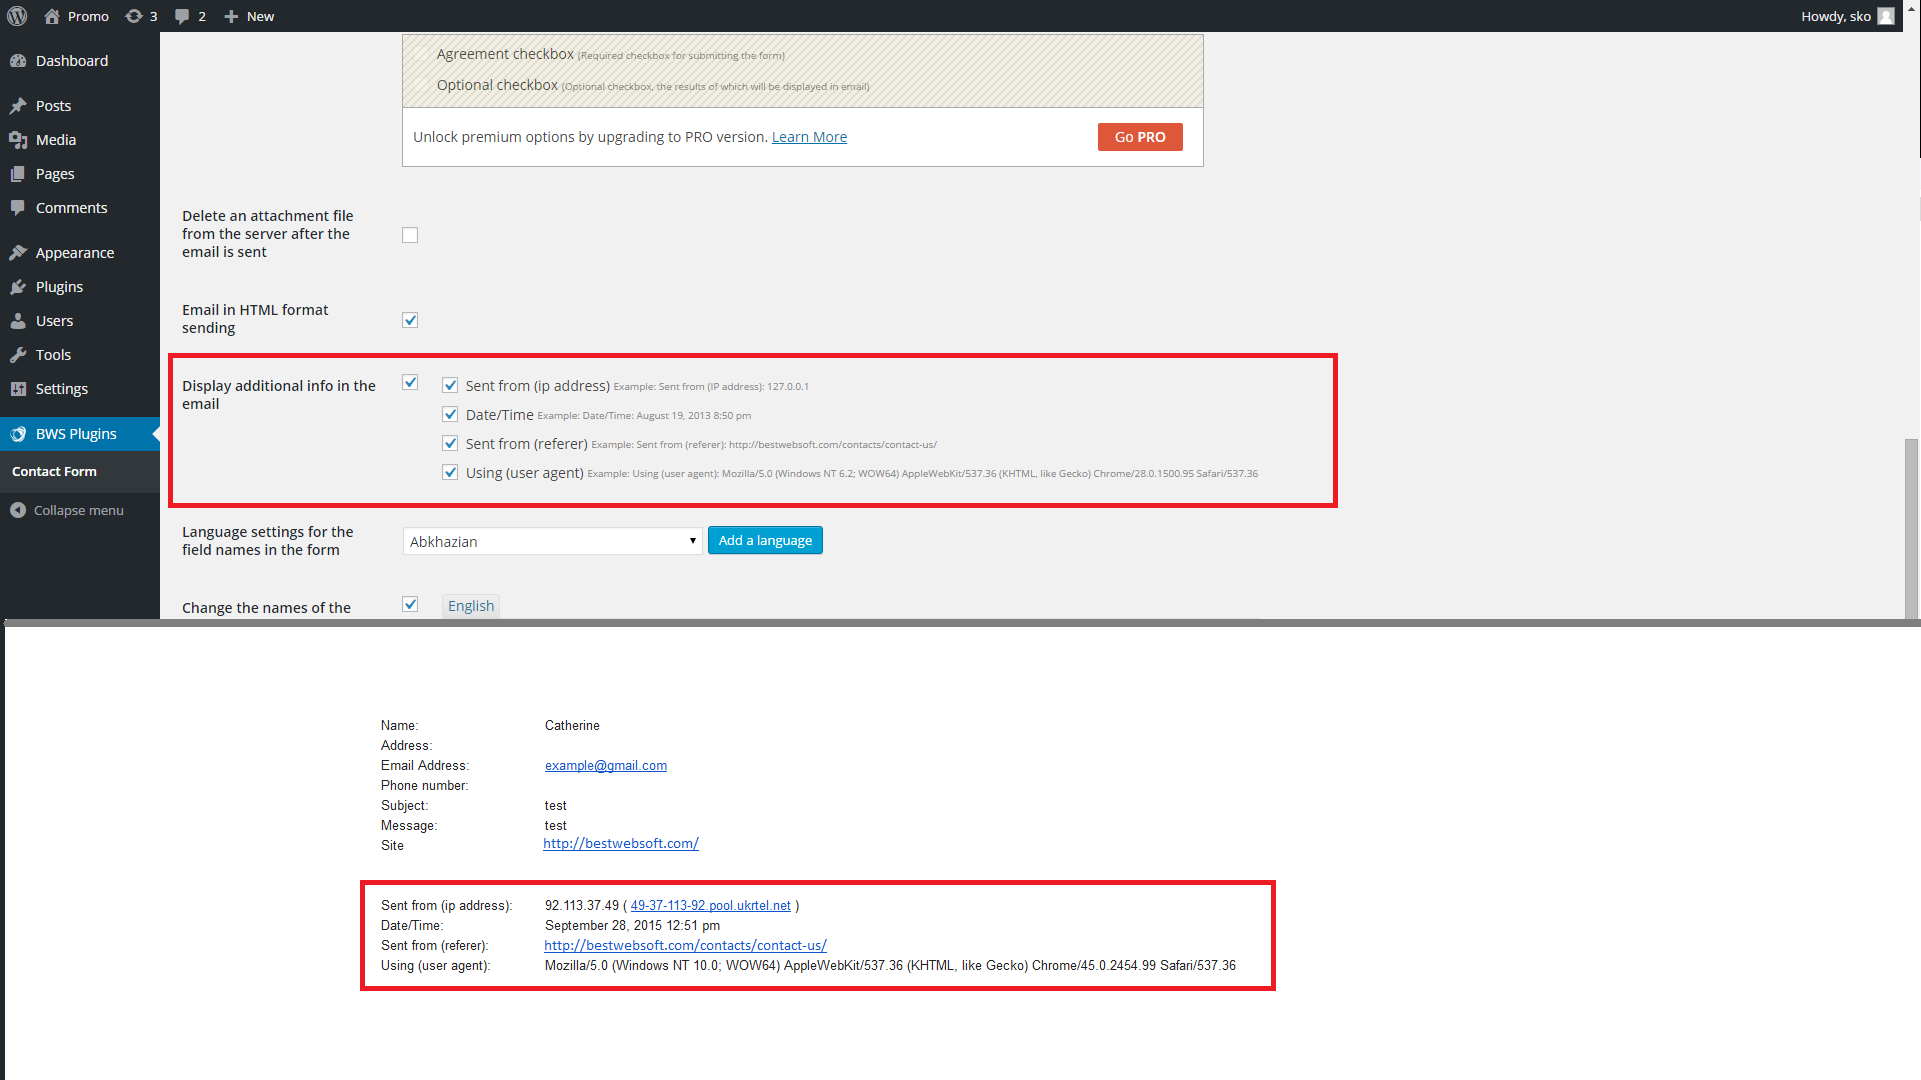 Promo 3 2 New Howdy, sko
Dashboard
Posts
Media
Pages
Comments
Appearance
Plugins
Users
Tools
Settings
BWS Plugins
Contact Form
Collapse menu
Agreement checkbox (Required checkbox for submitting the form)
Optional checkbox (Optional checkbox, the results of which will be displayed in email)
Unlock premium options by upgrading to PRO version. Learn More Go PRO
Delete an attachment file
from the server after the
email is sent
Email in HTML format
sending
Display additional info in the
email
Sent from (ip address) Example: Sent from (IP address): 127.0.0.1
Date/Time Example: Date/Time: August 19, 2013 8:50 pm
Sent from (referer) Example: Sent from (referer): http://bestwebsoft.com/contacts/contact-us/
Using (user agent) Example: Using (user agent): Mozilla/5.0 (Windows NT 6.2; WOW64) AppleWebKit/537.36 (KHTML, like Gecko) Chrome/28.0.1500.95 Safari/537.36
Language settings for the
field names in the form
Abkhazian Add a language
Change the names of the
English
Name: Catherine
Address:
Email Address: example@gmail.com
Phone number:
Subject: test
Message: test
Site http://bestwebsoft.com/
Sent from (ip address): 92.113.37.49 ( 49-37-113-92.pool.ukrtel.net )
Date/Time: September 28, 2015 12:51 pm
Sent from (referer): http://bestwebsoft.com/contacts/contact-us/
Using (user agent): Mozilla/5.0 (Windows NT 10.0; WOW64) AppleWebKit/537.36 (KHTML, like Gecko) Chrome/45.0.2454.99 Safari/537.36